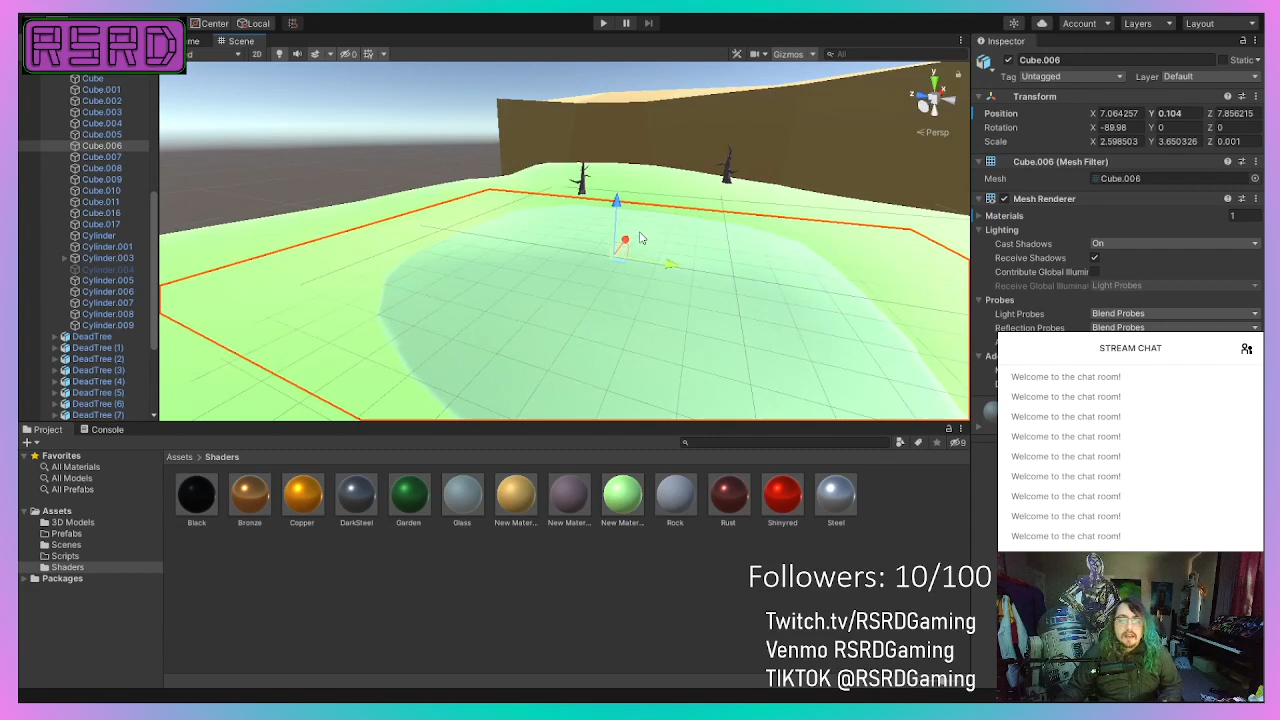 RSRD
Center Local
Account Layers Layout
Scene
2D 0 Gizmos All
Cube
Cube.001
Cube.002
Cube.003
Cube.004
Cube.005
Cube.006
Cube.007
Cube.008
Cube.009
Cube.010
Cube.011
Cube.016
Cube.017
Cylinder
Cylinder.001
Cylinder.003
Cylinder.004
Cylinder.005
Cylinder.006
Cylinder.007
Cylinder.008
Cylinder.009
DeadTree
DeadTree (1)
DeadTree (2)
DeadTree (3)
DeadTree (4)
DeadTree (5)
DeadTree (6)
DeadTree (7)
y
z x
Persp
Inspector
Cube.006 Static
Tag Untagged Layer Default
Transform
Position X 7.064257 Y 0.104 Z 7.856215
Rotation X -89.98 Y 0 Z 0
Scale X 2.598503 Y 3.650326 Z 0.001
Cube.006 (Mesh Filter)
Mesh Cube.006
Mesh Renderer
Materials 1
Lighting
Cast Shadows On
Receive Shadows
Contribute Global Illumir
Receive Global Illumina Light Probes
Probes
Light Probes Blend Probes
Reflection Probes Blend Probes
STREAM CHAT
Welcome to the chat room!
Welcome to the chat room!
Welcome to the chat room!
Welcome to the chat room!
Welcome to the chat room!
Welcome to the chat room!
Welcome to the chat room!
Welcome to the chat room!
Welcome to the chat room!
Project Console
9
Favorites
All Materials
All Models
All Prefabs
Assets
3D Models
Prefabs
Scenes
Scripts
Shaders
Packages
Assets > Shaders
Black Bronze Copper DarkSteel Garden Glass New Mater... New Mater... New Mater... Rock Rust Shinyred Steel
Followers: 10/100
Twitch.tv/RSRDGaming
Venmo RSRDGaming
TIKTOK @RSRDGaming